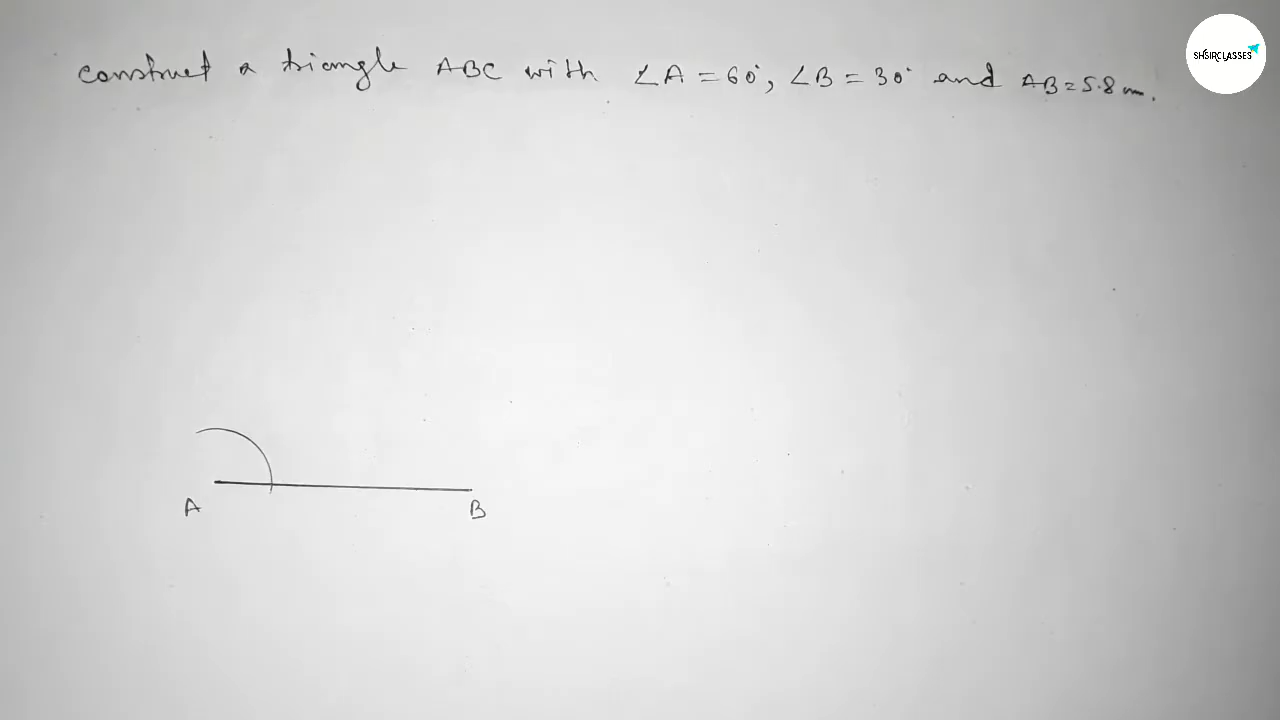 construct a triangle ABC with ∠A = 60°, ∠B = 30° and AB = 5.8 cm.
SHSIRCLASSES
A
B